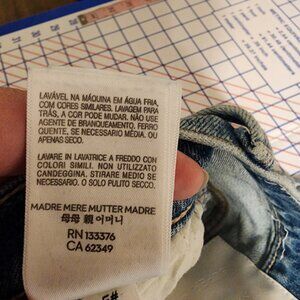 LAVÁVEL NA MÁQUINA EM ÁGUA FRIA,
COM CORES SIMILARES. LAVAGEM PARA
TRÁS, A COR PODE MUDAR. NÃO USE
AGENTE DE BRANQUEAMENTO. FERRO
QUENTE, SE NECESSARIO MÉDIA. OU
APENAS SECO.
LAVARE IN LAVATRICE A FREDDO CON
COLORI SIMILI. NON UTILIZZATO
CANDEGGINA. STIRARE MEDIO SE
NECESSARIO. O SOLO PULITO SECCO.
MADRE MERE MUTTER MADRE
母母 親 어머니
RN 133376
CA 62349